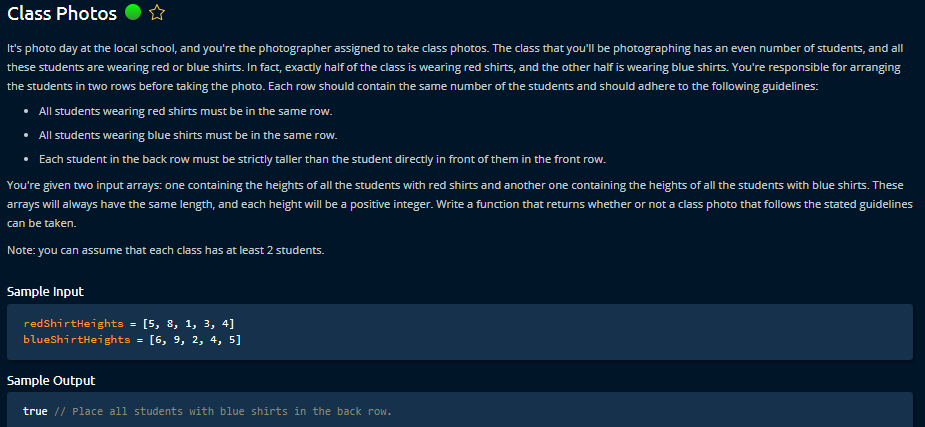 Class Photos
It's photo day at the local school, and you're the photographer assigned to take class photos. The class that you'll be photographing has an even number of students, and all
these students are wearing red or blue shirts. In fact, exactly half of the class is wearing red shirts, and the other half is wearing blue shirts. You're responsible for arranging
the students in two rows before taking the photo. Each row should contain the same number of the students and should adhere to the following guidelines:
• All students wearing red shirts must be in the same row.
• All students wearing blue shirts must be in the same row.
• Each student in the back row must be strictly taller than the student directly in front of them in the front row.
You're given two input arrays: one containing the heights of all the students with red shirts and another one containing the heights of all the students with blue shirts. These
arrays will always have the same length, and each height will be a positive integer. Write a function that returns whether or not a class photo that follows the stated guidelines
can be taken.
Note: you can assume that each class has at least 2 students.
Sample Input
redShirtHeights = [5, 8, 1, 3, 4]
blueShirtHeights = [6, 9, 2, 4, 5]
Sample Output
true // Place all students with blue shirts in the back row.